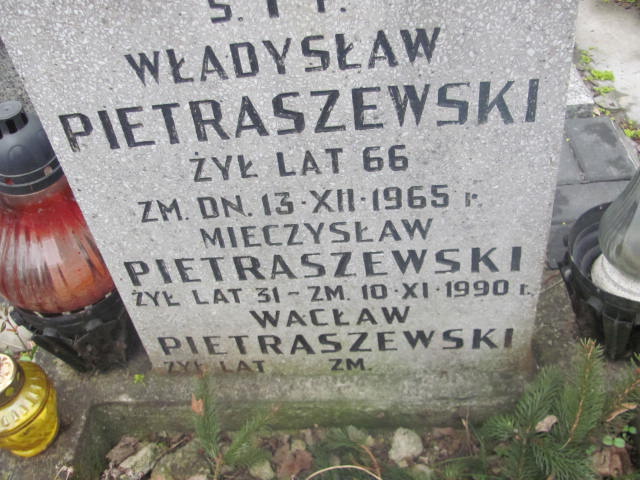 Ś. † P.
WŁADYSŁAW
PIETRASZEWSKI
ŻYŁ LAT 66
ZM. DN. 13·XII·1965 r.
MIECZYSŁAW
PIETRASZEWSKI
ŻYŁ LAT 31 – ZM. 10·XI·1990 r.
WACŁAW
PIETRASZEWSKI
ŻYŁ LAT ZM.